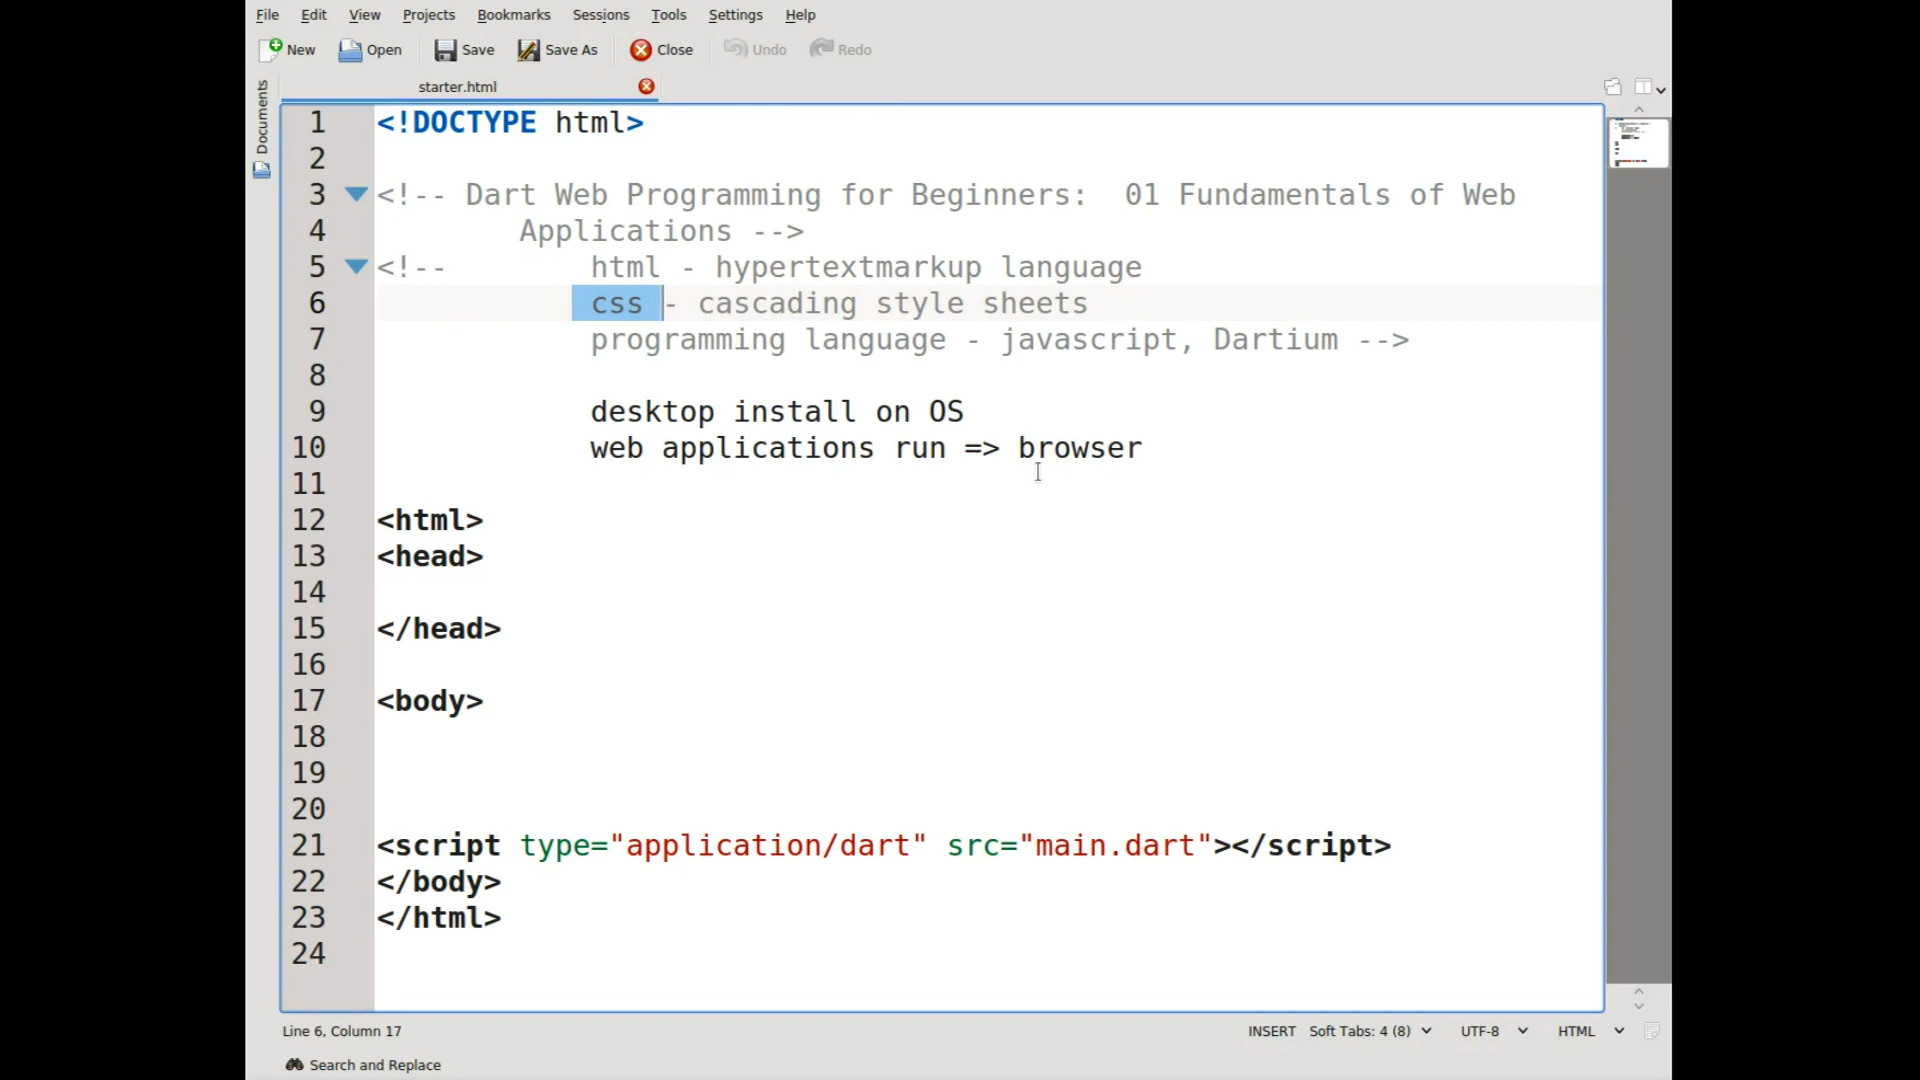 File Edit View Projects Bookmarks Sessions Tools Settings Help
New Open Save Save As Close Undo Redo
Documents
starter.html
1 <!DOCTYPE html>
2
3 <!-- Dart Web Programming for Beginners:  01 Fundamentals of Web
4         Applications -->
5 <!--        html - hypertextmarkup language
6             css - cascading style sheets
7             programming language - javascript, Dartium -->
8
9             desktop install on OS
10             web applications run => browser
11
12 <html>
13 <head>
14
15 </head>
16
17 <body>
18
19
20
21 <script type="application/dart" src="main.dart"></script>
22 </body>
23 </html>
24
Line 6, Column 17 INSERT Soft Tabs: 4 (8) UTF-8 HTML
Search and Replace